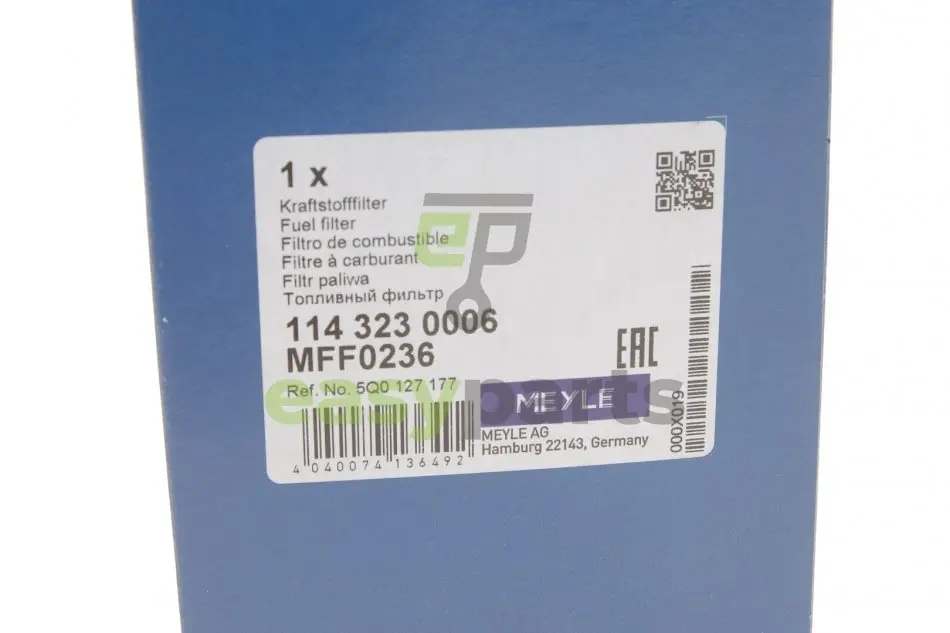 1 x
Kraftstofffilter
Fuel filter
Filtro de combustible
Filtre à carburant
Filtr paliwa
Топливный фильтр
114 323 0006
MFF0236
Ref. No. 5Q0 127 177
4 040074 136492
EAC
MEYLE
MEYLE AG
Hamburg 22143, Germany
000X019
ep
easyparts